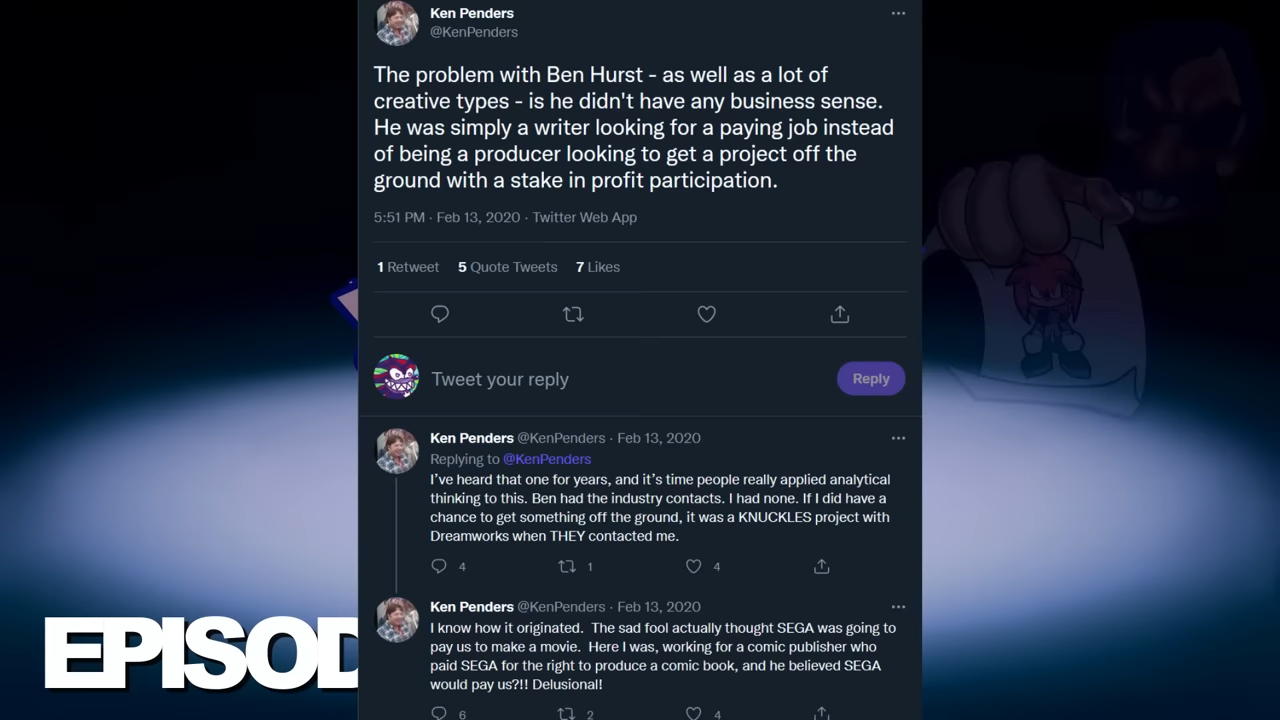 Ken Penders
@KenPenders
The problem with Ben Hurst - as well as a lot of
creative types - is he didn't have any business sense.
He was simply a writer looking for a paying job instead
of being a producer looking to get a project off the
ground with a stake in profit participation.
5:51 PM · Feb 13, 2020 · Twitter Web App
1 Retweet 5 Quote Tweets 7 Likes
Tweet your reply
Reply
Ken Penders @KenPenders · Feb 13, 2020
Replying to @KenPenders
I've heard that one for years, and it's time people really applied analytical
thinking to this. Ben had the industry contacts. I had none. If I did have a
chance to get something off the ground, it was a KNUCKLES project with
Dreamworks when THEY contacted me.
4 1 4
Ken Penders @KenPenders · Feb 13, 2020
I know how it originated. The sad fool actually thought SEGA was going to
pay us to make a movie. Here I was, working for a comic publisher who
paid SEGA for the right to produce a comic book, and he believed SEGA
would pay us?!! Delusional!
6 2 4
EPISOD